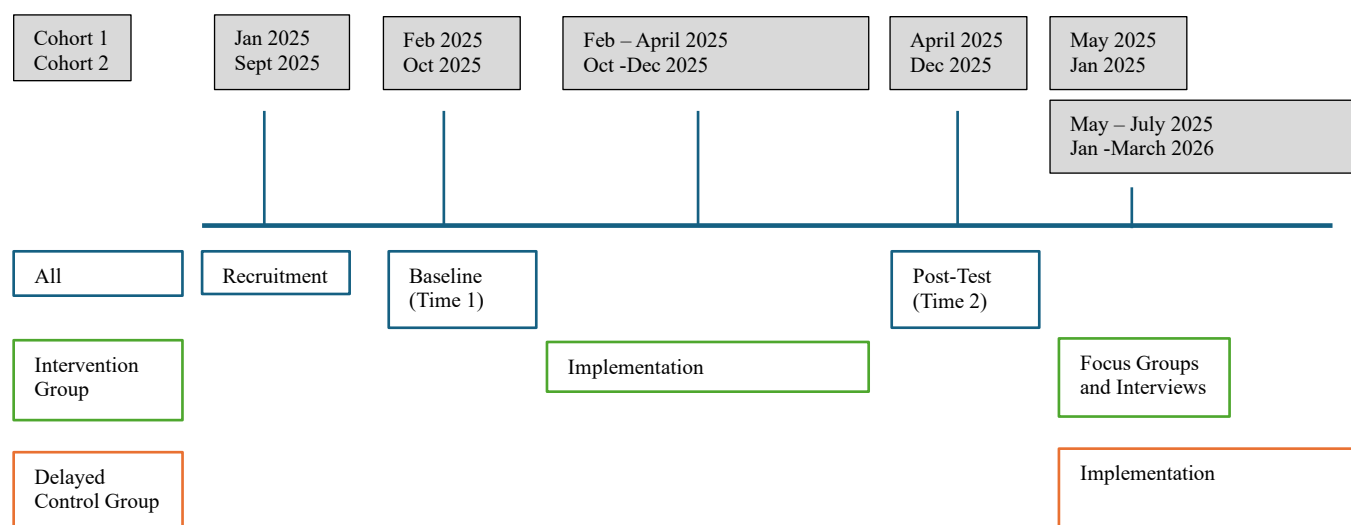 Cohort 1
Cohort 2
Jan 2025
Sept 2025
Feb 2025
Oct 2025
Feb – April 2025
Oct -Dec 2025
April 2025
Dec 2025
May 2025
Jan 2025
May – July 2025
Jan -March 2026
All
Recruitment
Baseline
(Time 1)
Post-Test
(Time 2)
Intervention
Group
Implementation
Focus Groups
and Interviews
Delayed
Control Group
Implementation